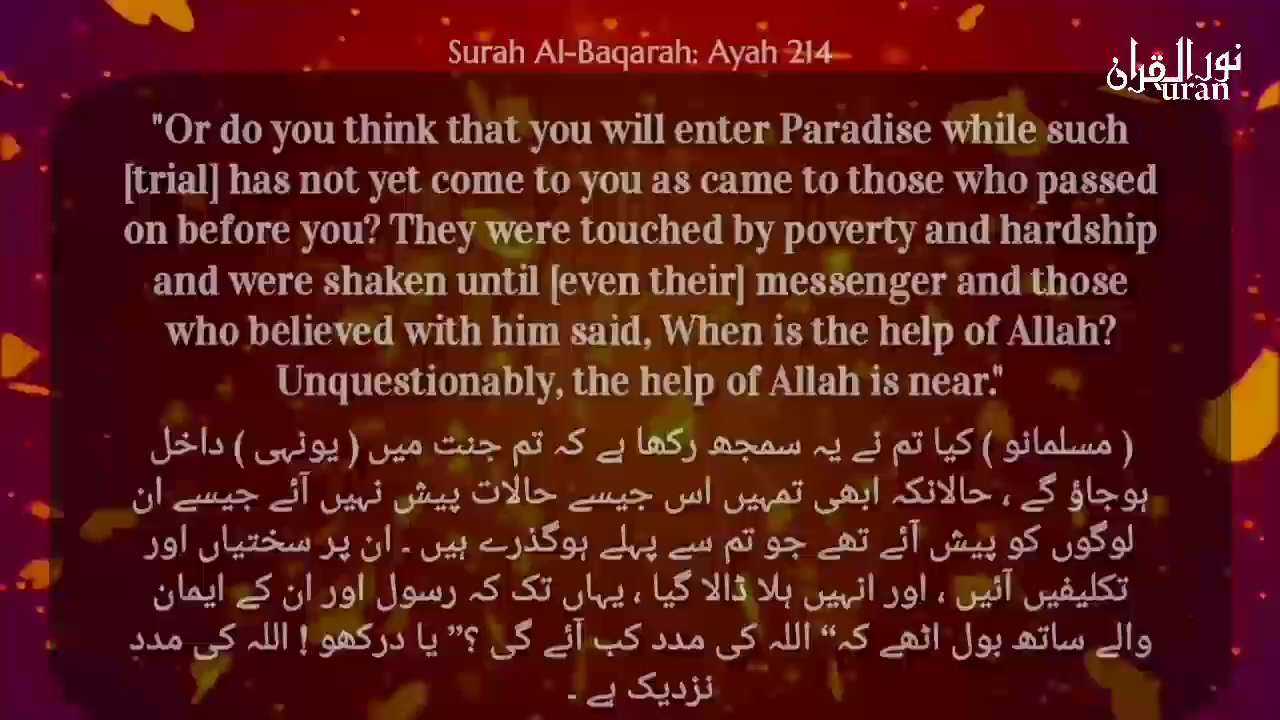 Surah Al-Baqarah: Ayah 214
نور القرآن
uran
"Or do you think that you will enter Paradise while such
[trial] has not yet come to you as came to those who passed
on before you? They were touched by poverty and hardship
and were shaken until [even their] messenger and those
who believed with him said, When is the help of Allah?
Unquestionably, the help of Allah is near."
( مسلمانو ) کیا تم نے یہ سمجھ رکھا ہے کہ تم جنت میں ( یونہی ) داخل
ہوجاؤ گے ، حالانکہ ابھی تمہیں اس جیسے حالات پیش نہیں آئے جیسے ان
لوگوں کو پیش آئے تھے جو تم سے پہلے ہوگذرے ہیں ۔ ان پر سختیاں اور
تکلیفیں آئیں ، اور انہیں ہلا ڈالا گیا ، یہاں تک کہ رسول اور ان کے ایمان
والے ساتھ بول اٹھے کہ “ اللہ کی مدد کب آئے گی ؟” یا درکھو ! اللہ کی مدد
نزدیک ہے ۔